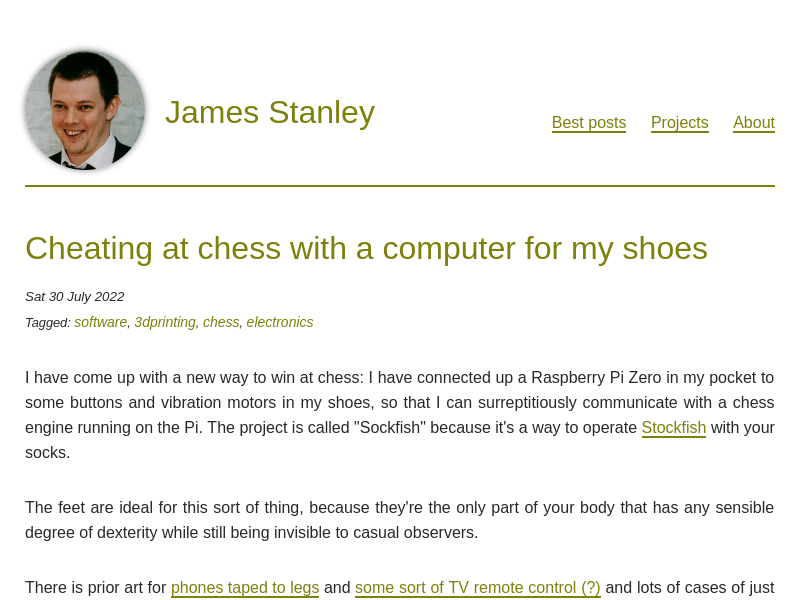 James Stanley
Best posts Projects About
Cheating at chess with a computer for my shoes
Sat 30 July 2022
Tagged: software, 3dprinting, chess, electronics
I have come up with a new way to win at chess: I have connected up a Raspberry Pi Zero in my pocket to
some buttons and vibration motors in my shoes, so that I can surreptitiously communicate with a chess
engine running on the Pi. The project is called "Sockfish" because it's a way to operate Stockfish with your
socks.
The feet are ideal for this sort of thing, because they're the only part of your body that has any sensible
degree of dexterity while still being invisible to casual observers.
There is prior art for phones taped to legs and some sort of TV remote control (?) and lots of cases of just